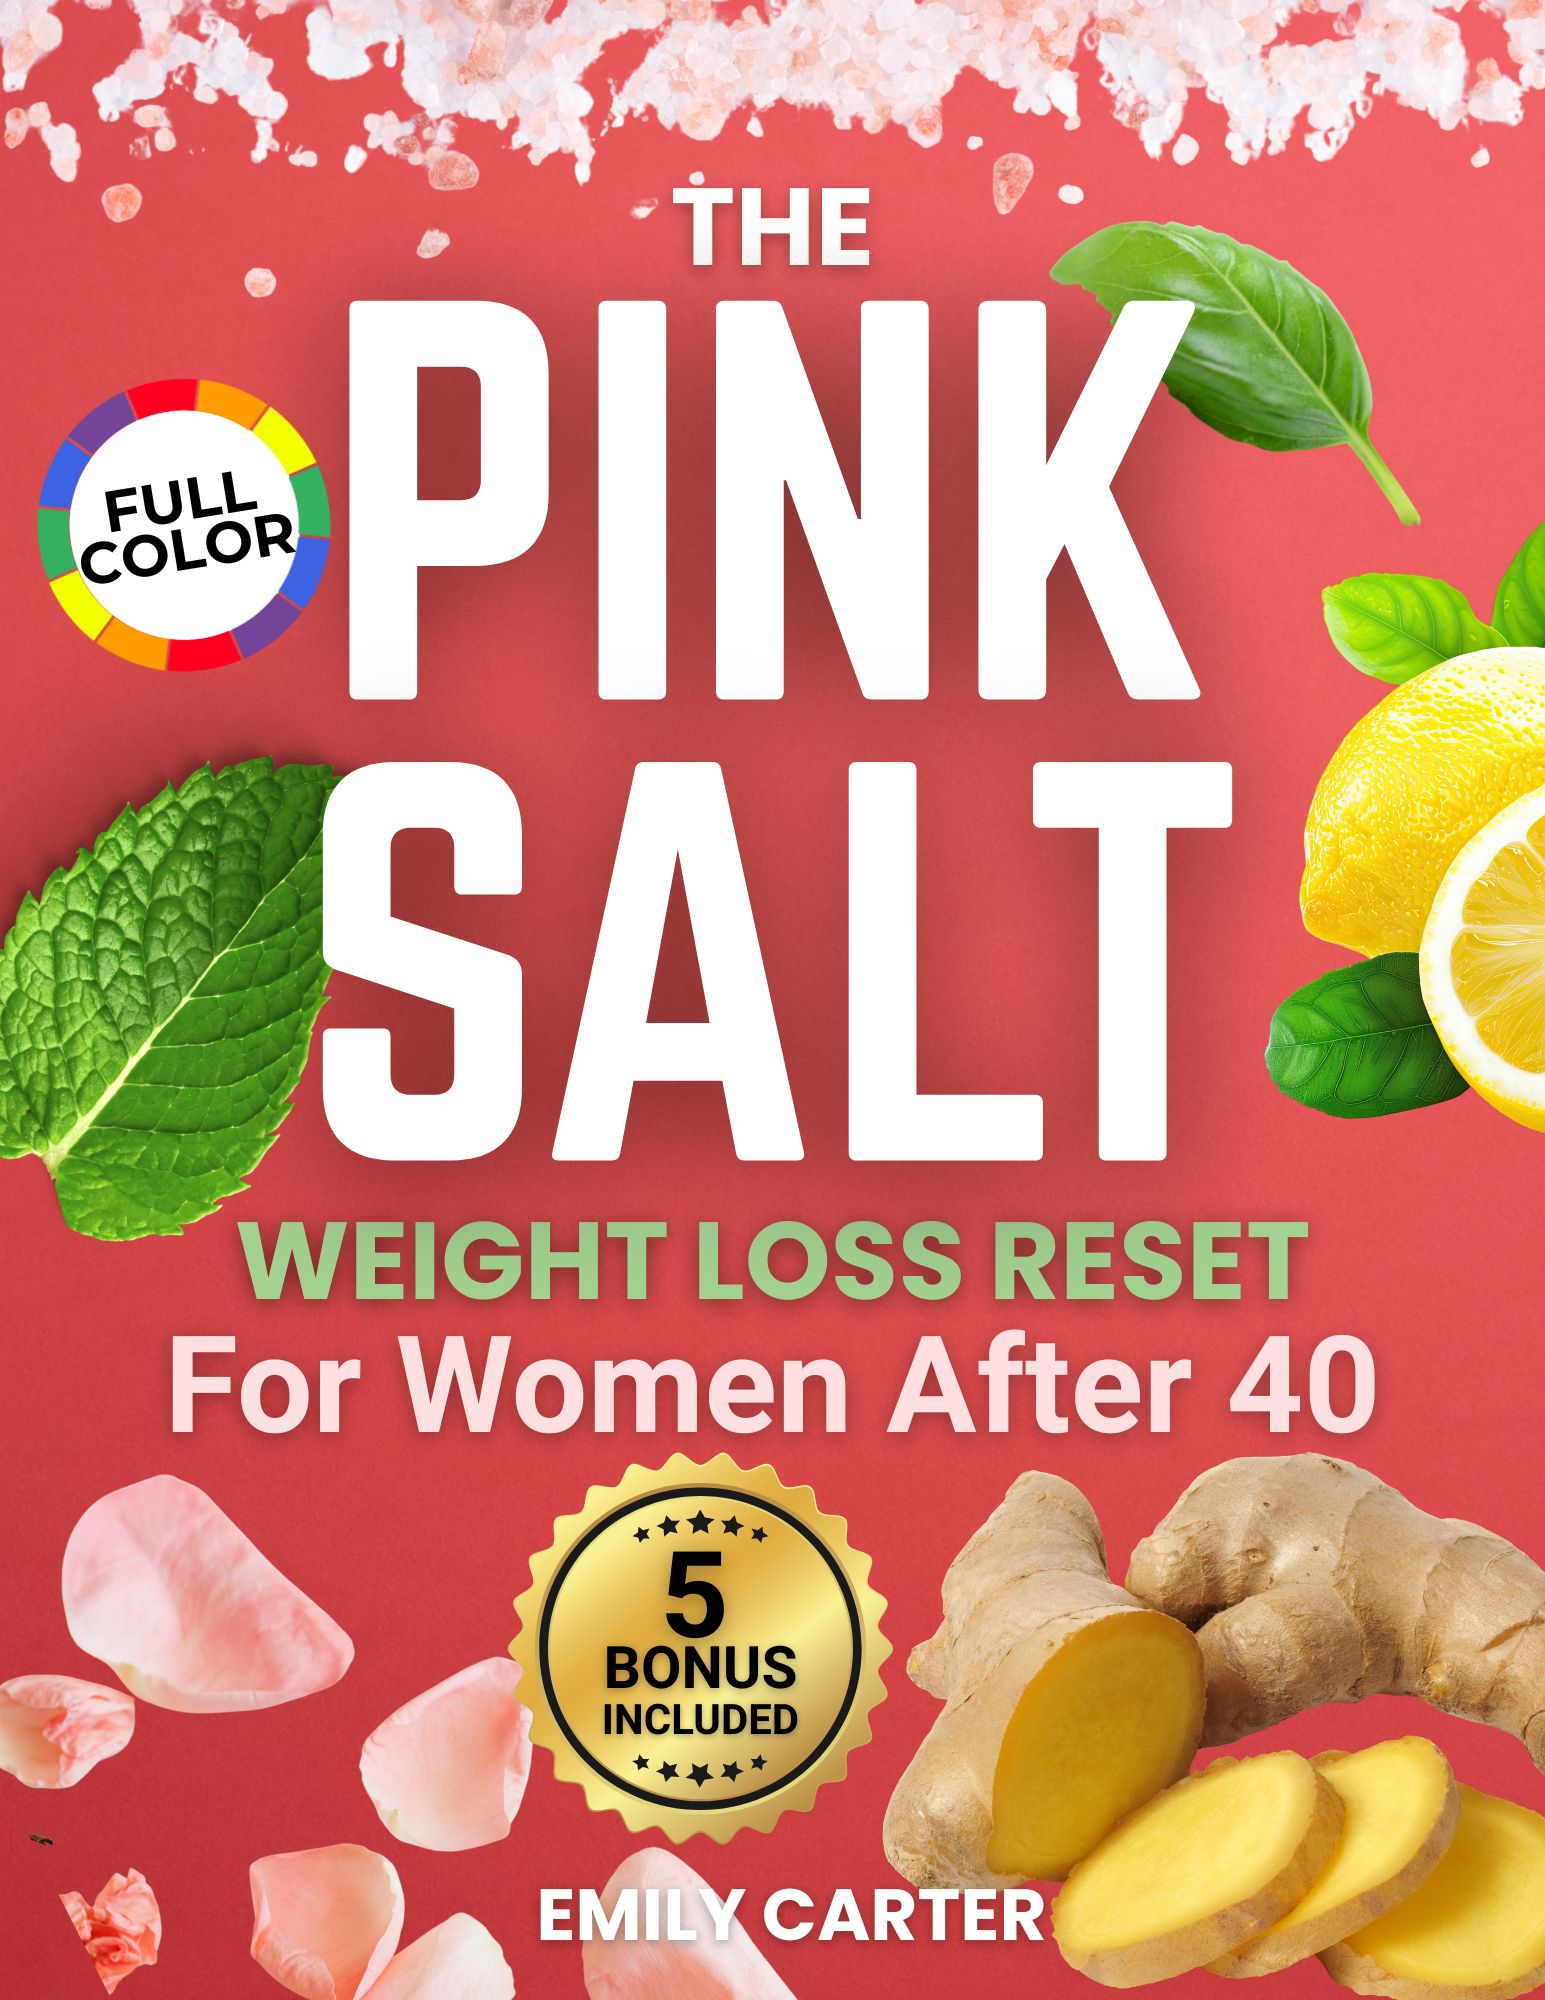 THE
PINK
FULL
COLOR
SALT
WEIGHT LOSS RESET
For Women After 40
5
BONUS
INCLUDED
EMILY CARTER